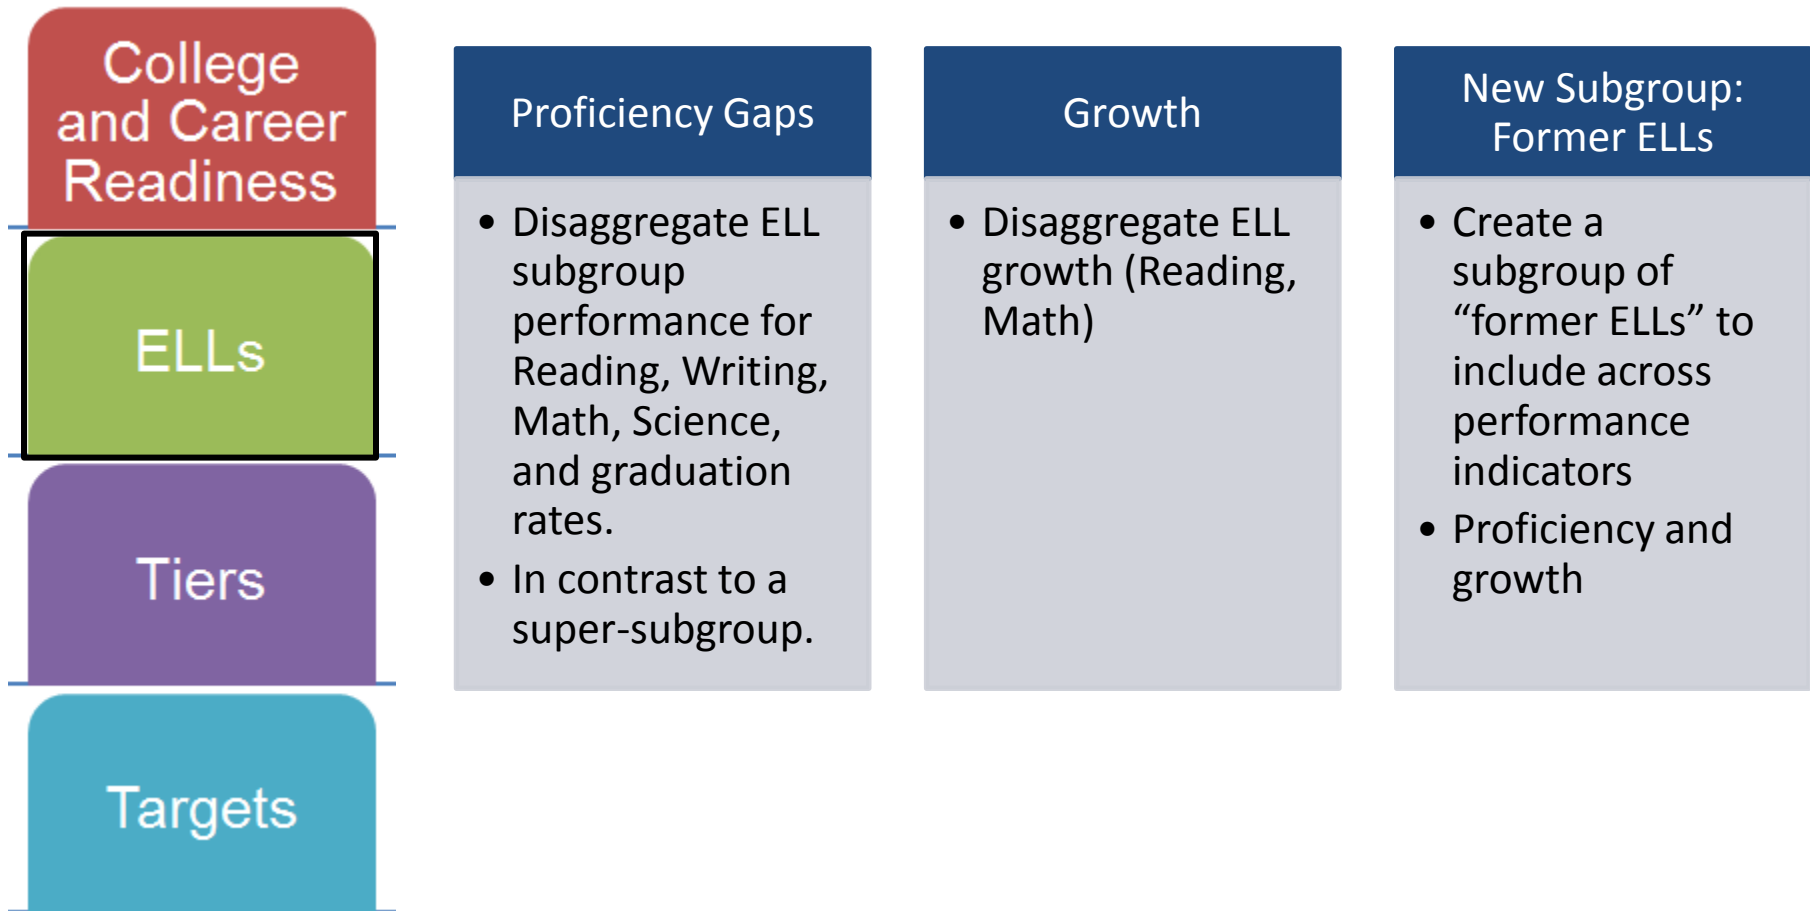 College
and Career
Readiness
ELLs
Tiers
Targets
Proficiency Gaps
• Disaggregate ELL
subgroup
performance for
Reading, Writing,
Math, Science,
and graduation
rates.
• In contrast to a
super-subgroup.
Growth
• Disaggregate ELL
growth (Reading,
Math)
New Subgroup:
Former ELLs
• Create a
subgroup of
“former ELLs” to
include across
performance
indicators
• Proficiency and
growth